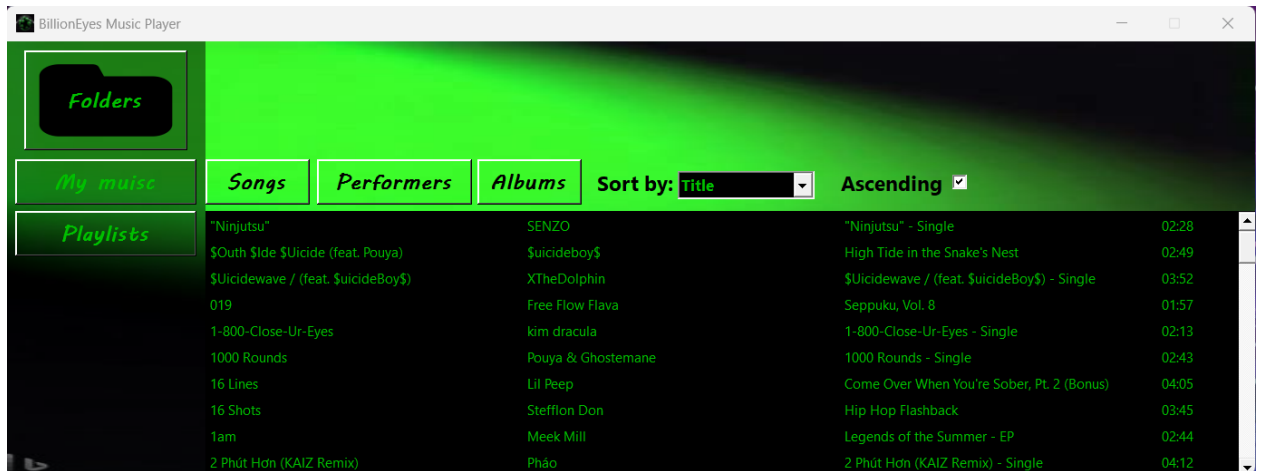 BillionEyes Music Player
Folders
My muisc
Songs Performers Albums Sort by: Title Ascending
Playlists
"Ninjutsu" SENZO "Ninjutsu" - Single 02:28
$Outh $Ide $Uicide (feat. Pouya) $uicideboy$ High Tide in the Snake's Nest 02:49
$Uicidewave / (feat. $uicideBoy$) XTheDolphin $Uicidewave / (feat. $uicideBoy$) - Single 03:52
019 Free Flow Flava Seppuku, Vol. 8 01:57
1-800-Close-Ur-Eyes kim dracula 1-800-Close-Ur-Eyes - Single 02:13
1000 Rounds Pouya & Ghostemane 1000 Rounds - Single 02:43
16 Lines Lil Peep Come Over When You're Sober, Pt. 2 (Bonus) 04:05
16 Shots Stefflon Don Hip Hop Flashback 03:45
1am Meek Mill Legends of the Summer - EP 02:44
2 Phút Hơn (KAIZ Remix) Pháo 2 Phút Hơn (KAIZ Remix) - Single 04:12